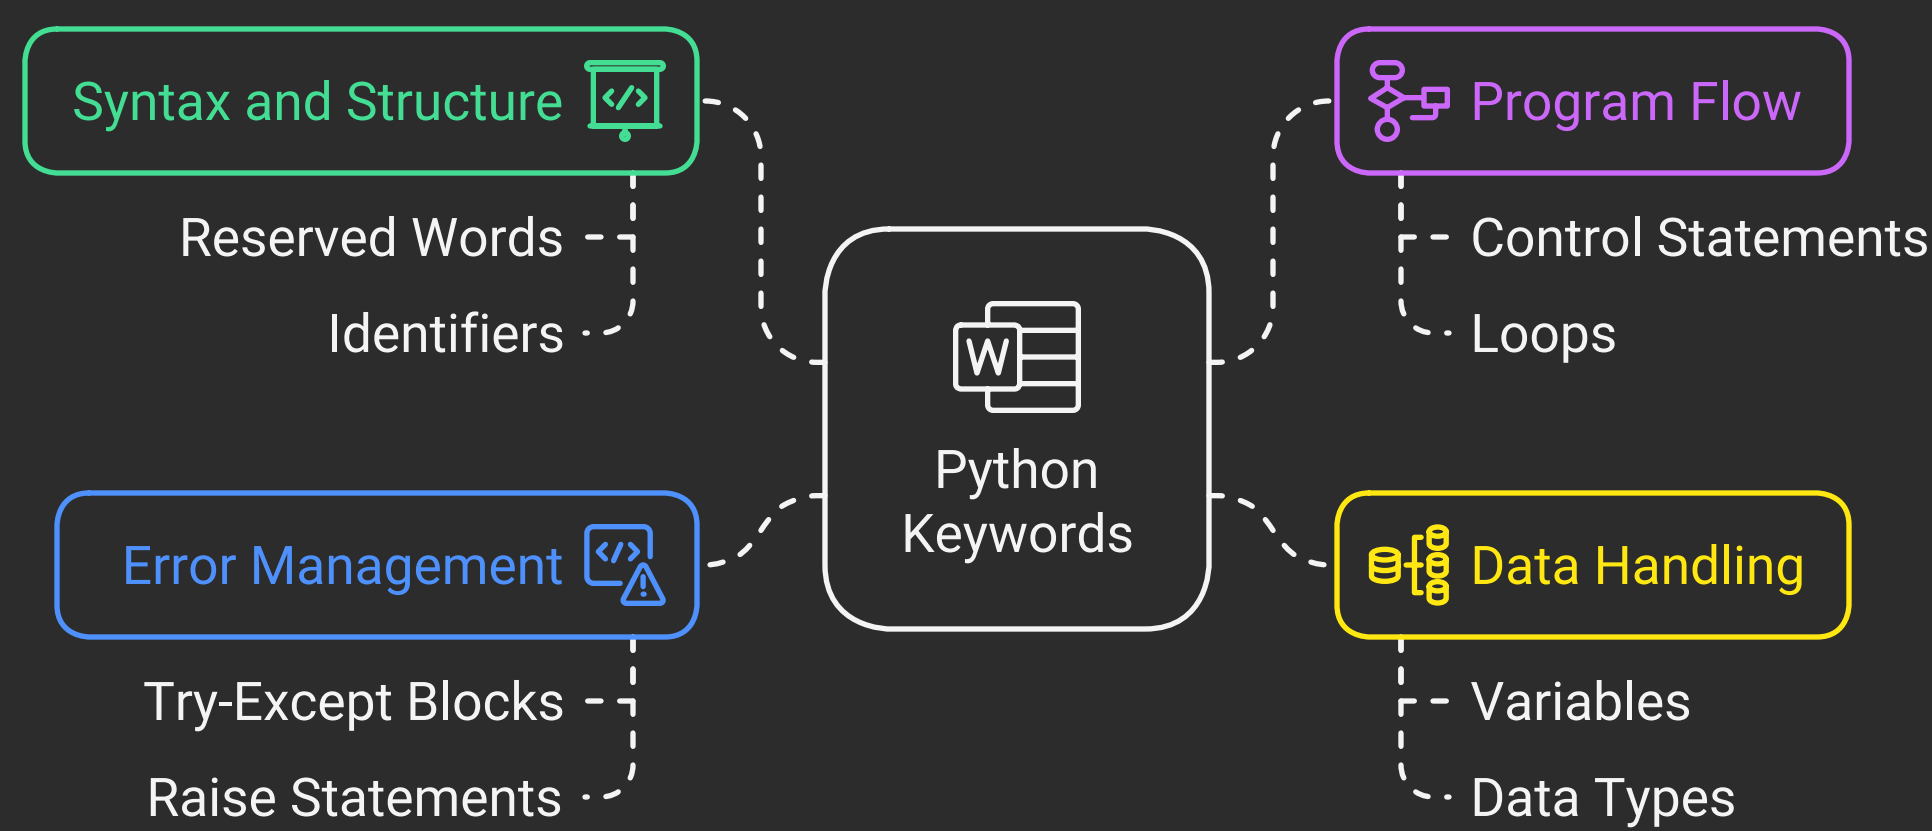 Syntax and Structure
Reserved Words
Identifiers
Error Management
Try-Except Blocks
Raise Statements
W
Python
Keywords
Program Flow
Control Statements
Loops
Data Handling
Variables
Data Types